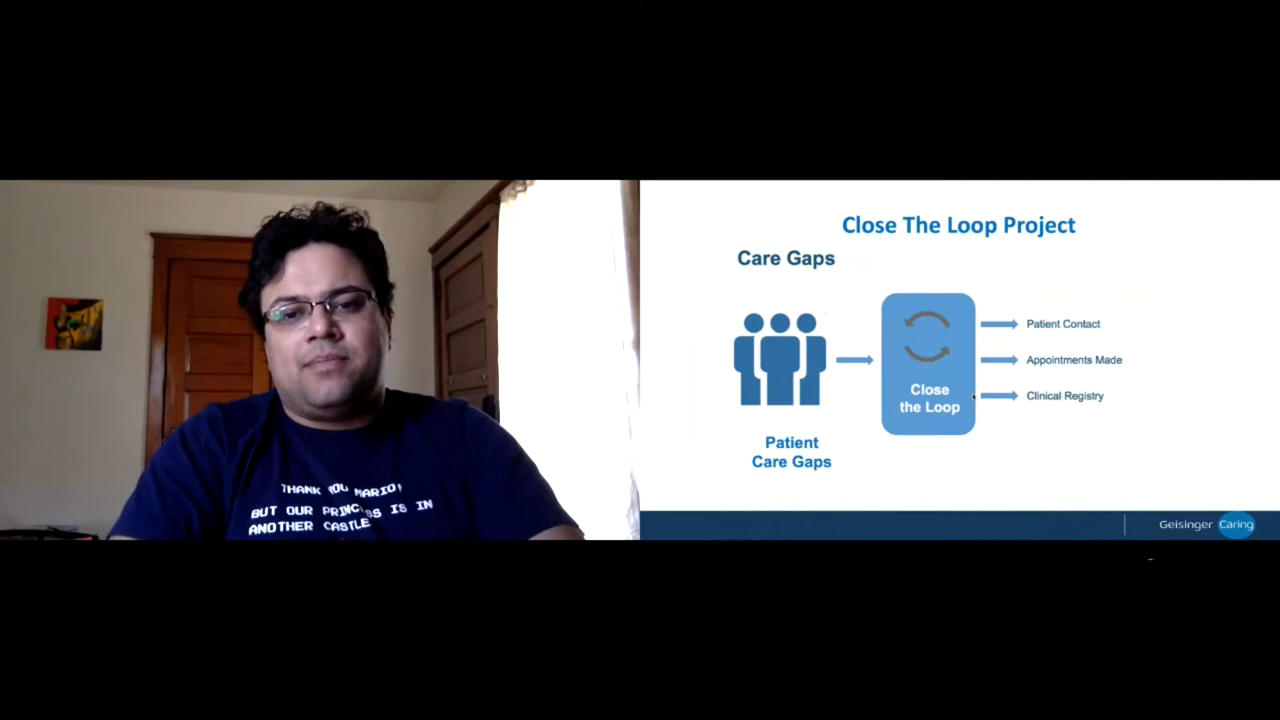 THANK YOU MARIO!
BUT OUR PRINCESS IS IN
ANOTHER CASTLE
Close The Loop Project
Care Gaps
Close
the Loop
Patient Contact
Appointments Made
Clinical Registry
Patient
Care Gaps
Geisinger Caring